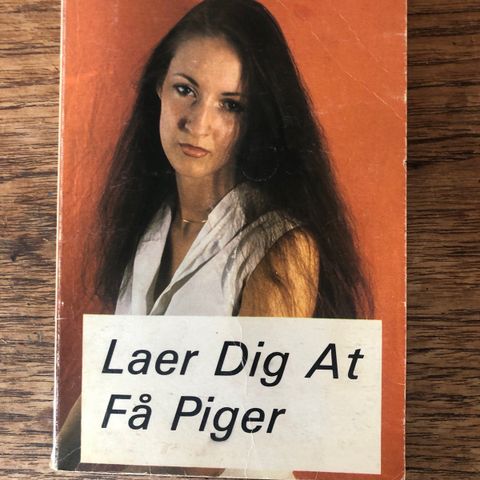 Laer Dig At
Få Piger